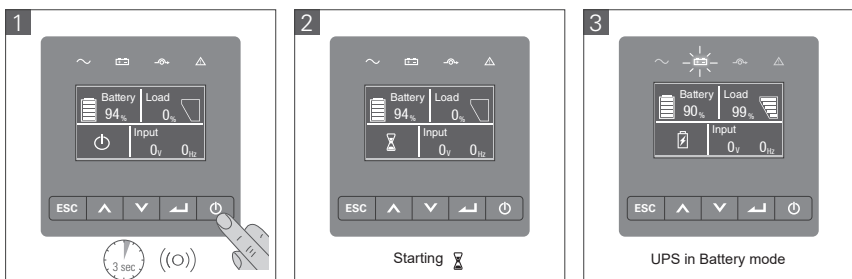 1
Battery Load
94% 0%
Input
0V 0Hz
ESC
3 sec
2
Battery Load
94% 0%
Input
0V 0Hz
ESC
Starting
3
Battery Load
90% 99%
Input
0V 0Hz
ESC
UPS in Battery mode